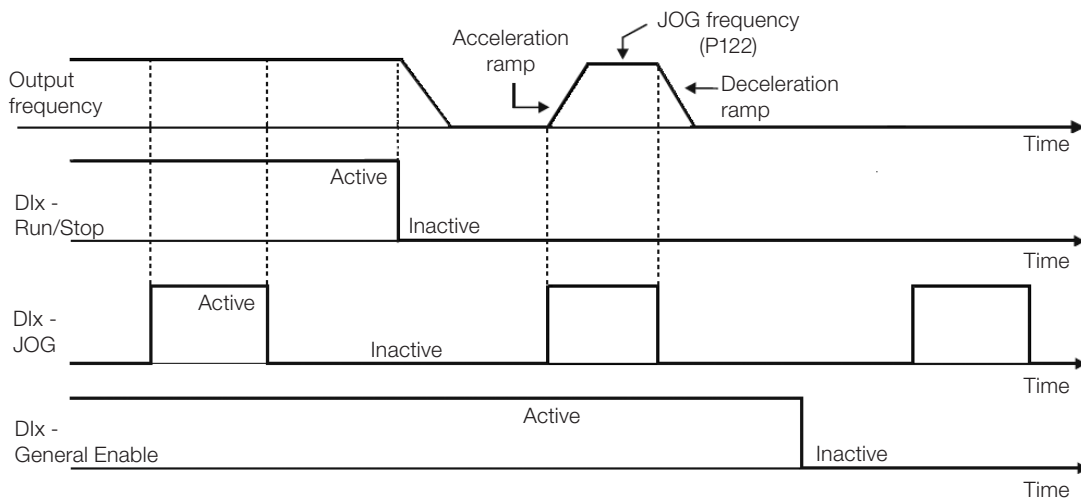 JOG frequency
(P122)
Acceleration
ramp
Output
frequency
Deceleration
ramp
Time
Active
DIx -
Run/Stop
Inactive
Time
Active
DIx -
JOG
Inactive
Time
Active
DIx -
General Enable
Inactive
Time